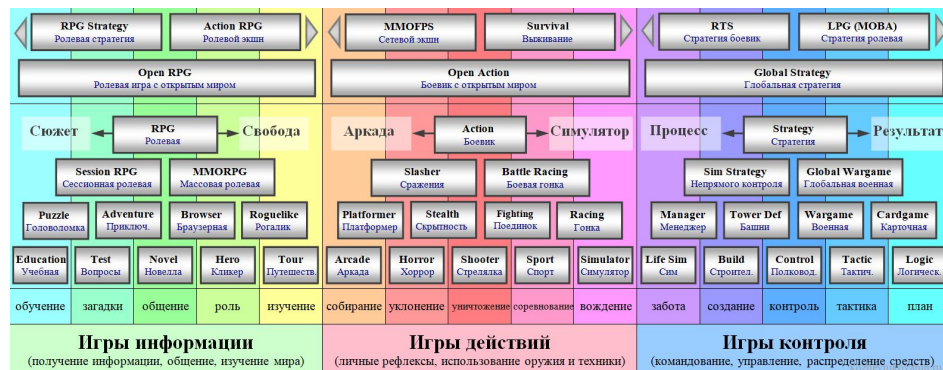 RPG Strategy
Ролевая стратегия
Action RPG
Ролевой экшн
MMOFPS
Сетевой экшн
Survival
Выживание
RTS
Стратегия боевик
LPG (MOBA)
Стратегия ролевая
Open RPG
Ролевая игра с открытым миром
Open Action
Боевик с открытым миром
Global Strategy
Глобальная стратегия
Сюжет
RPG
Ролевая
Свобода
Аркада
Action
Боевик
Симулятор
Процесс
Strategy
Стратегия
Результат
Session RPG
Сессионная ролевая
MMORPG
Массовая ролевая
Slasher
Сражения
Battle Racing
Боевая гонка
Sim Strategy
Непрямого контроля
Global Wargame
Глобальная военная
Puzzle
Головоломка
Adventure
Приключ.
Browser
Браузерная
Roguelike
Рогалик
Platformer
Платформер
Stealth
Скрытность
Fighting
Поединок
Racing
Гонка
Manager
Менеджер
Tower Def
Башни
Wargame
Военная
Cardgame
Карточная
Education
Учебная
Test
Вопросы
Novel
Новелла
Hero
Кликер
Tour
Путешеств.
Arcade
Аркада
Horror
Хоррор
Shooter
Стрелялка
Sport
Спорт
Simulator
Симулятор
Life Sim
Сим
Build
Строител.
Control
Полковод.
Tactic
Тактич.
Logic
Логическ.
обучение загадки общение роль изучение собирание уклонение уничтожение соревнование вождение забота создание контроль тактика план
Игры информации
(получение информации, общение, изучение мира)
Игры действий
(личные рефлексы, использование оружия и техники)
Игры контроля
(командование, управление, распределение средств)